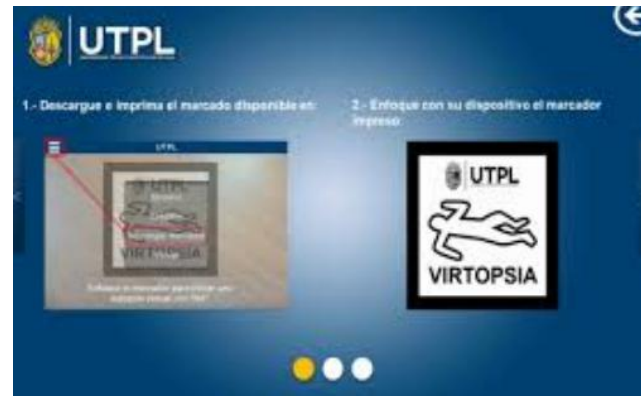 UTPL
1.- Descargue e imprima el marcado disponible en:
2.- Enfoque con su dispositivo el marcador
impreso:
UTPL
UTPL
VIRTOPSIA
UTPL
VIRTOPSIA